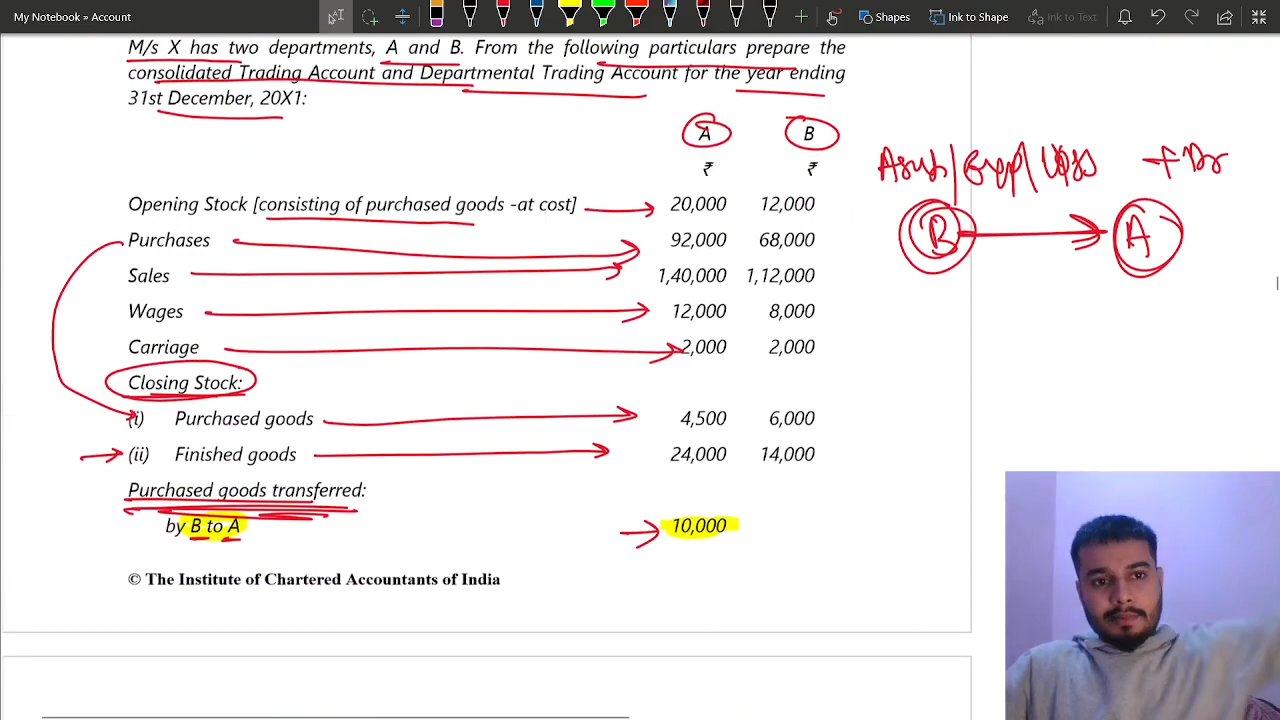 My Notebook » Account
Shapes
Ink to Shape
Ink to Text
M/s X has two departments, A and B. From the following particulars prepare the
consolidated Trading Account and Departmental Trading Account for the year ending
31st December, 20X1:
A B
₹ ₹
Opening Stock [consisting of purchased goods -at cost] 20,000 12,000
Purchases 92,000 68,000
Sales 1,40,000 1,12,000
Wages 12,000 8,000
Carriage 2,000 2,000
Closing Stock:
(i) Purchased goods 4,500 6,000
(ii) Finished goods 24,000 14,000
Purchased goods transferred:
by B to A 10,000
© The Institute of Chartered Accountants of India
+ Dr
B A